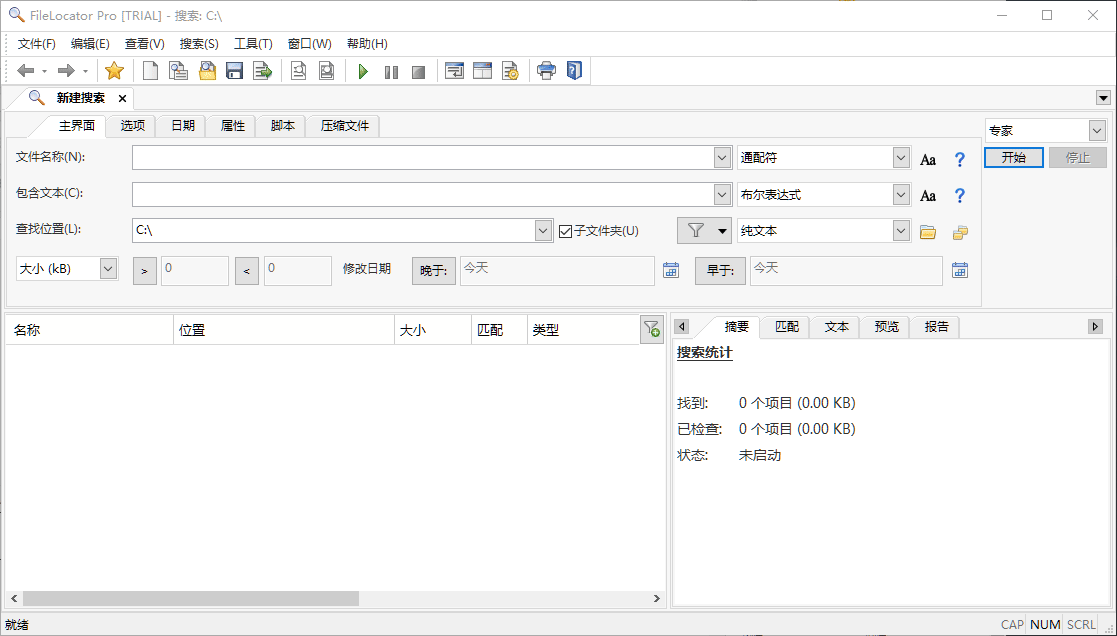 FileLocator Pro [TRIAL] - 搜索: C:\
文件(F) 编辑(E) 查看(V) 搜索(S) 工具(T) 窗口(W) 帮助(H)
新建搜索
主界面 选项 日期 属性 脚本 压缩文件
专家
文件名称(N): 通配符 Aa ?
开始 停止
包含文本(C): 布尔表达式 Aa ?
查找位置(L): C:\ 子文件夹(U) 纯文本
大小 (kB) > 0 < 0 修改日期 晚于: 今天 早于: 今天
名称 位置 大小 匹配 类型
摘要 匹配 文本 预览 报告
搜索统计
找到: 0 个项目 (0.00 KB)
已检查: 0 个项目 (0.00 KB)
状态: 未启动
就绪 CAP NUM SCRL